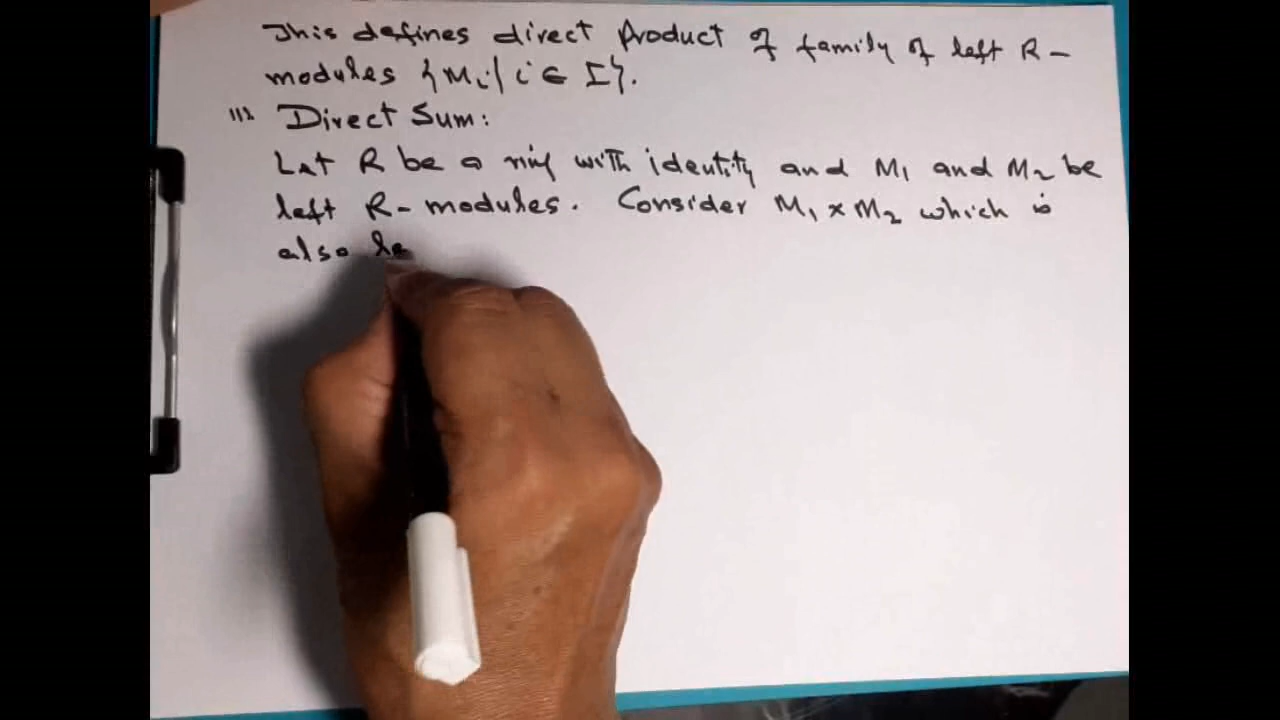 This defines direct product of family of left R-
modules {Mi / i ∈ I}.
iii) Direct Sum:
Let R be a ring with identity and M1 and M2 be
left R-modules. Consider M1 x M2 which is
also le